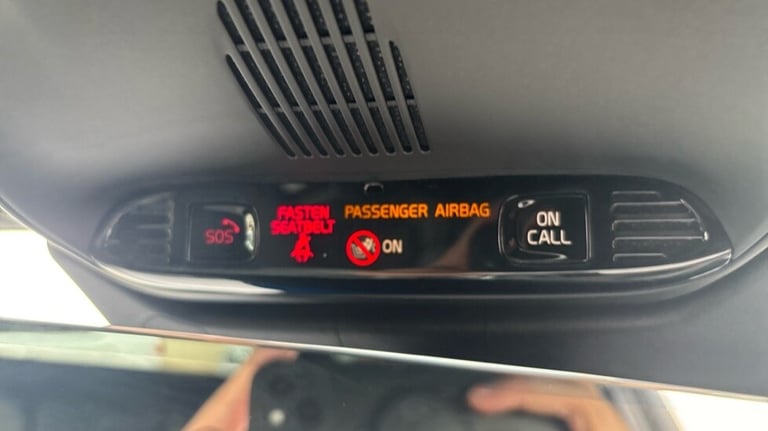 SOS
FASTEN
SEATBELT
PASSENGER AIRBAG
ON
ON
CALL